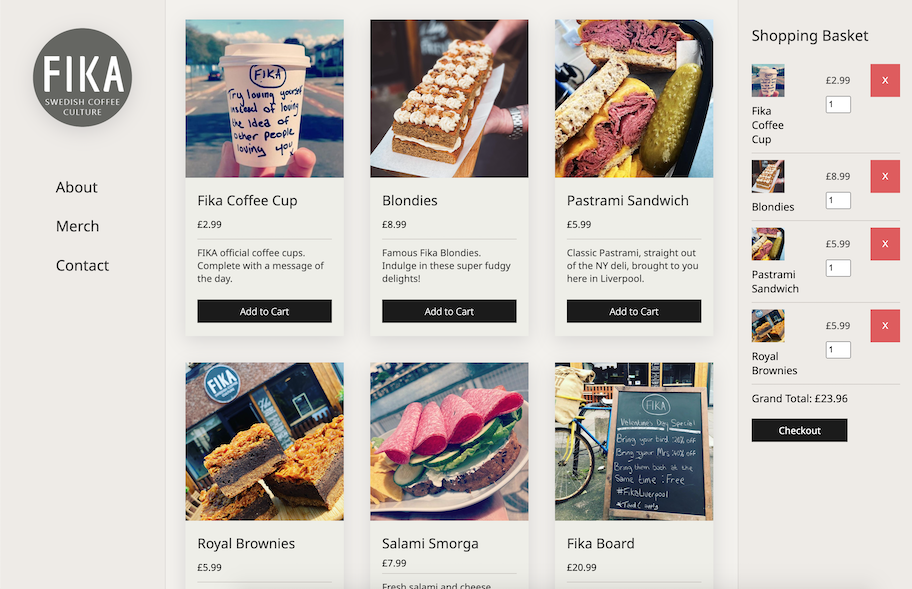 FIKA
SWEDISH COFFEE
CULTURE
About
Merch
Contact
FIKA
Try loving yourself
instead of loving
the idea of
other people
loving you
Fika Coffee Cup
£2.99
FIKA official coffee cups.
Complete with a message of
the day.
Add to Cart
Blondies
£8.99
Famous Fika Blondies.
Indulge in these super fudgy
delights!
Add to Cart
Pastrami Sandwich
£5.99
Classic Pastrami, straight out
of the NY deli, brought to you
here in Liverpool.
Add to Cart
FIKA
Royal Brownies
£5.99
Salami Smorga
£7.99
Fresh salami and cheese
FIKA
Valentines Day Special
Bring your bird : 20% off
Bring your Mrs : 40% off
Bring them both at the
Same time : Free
#FikaLiverpool
Fika Board
£20.99
Shopping Basket
Fika
Coffee
Cup
£2.99
1
X
Blondies
£8.99
1
X
Pastrami
Sandwich
£5.99
1
X
Royal
Brownies
£5.99
1
X
Grand Total: £23.96
Checkout